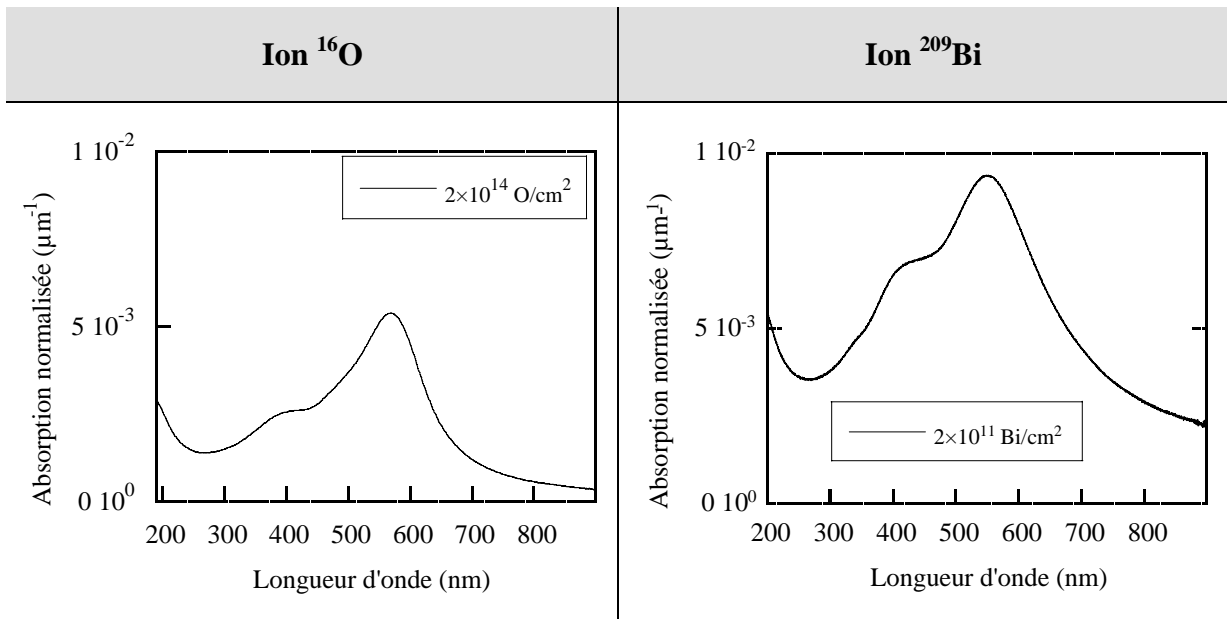 Ion ¹⁶O
Ion ²⁰⁹Bi
1 10⁻²
5 10⁻³
0 10⁰
Absorption normalisée (µm⁻¹)
2×10¹⁴ O/cm²
200 300 400 500 600 700 800
Longueur d'onde (nm)
1 10⁻²
5 10⁻³
0 10⁰
Absorption normalisée (µm-¹)
2×10¹¹ Bi/cm²
200 300 400 500 600 700 800
Longueur d'onde (nm)